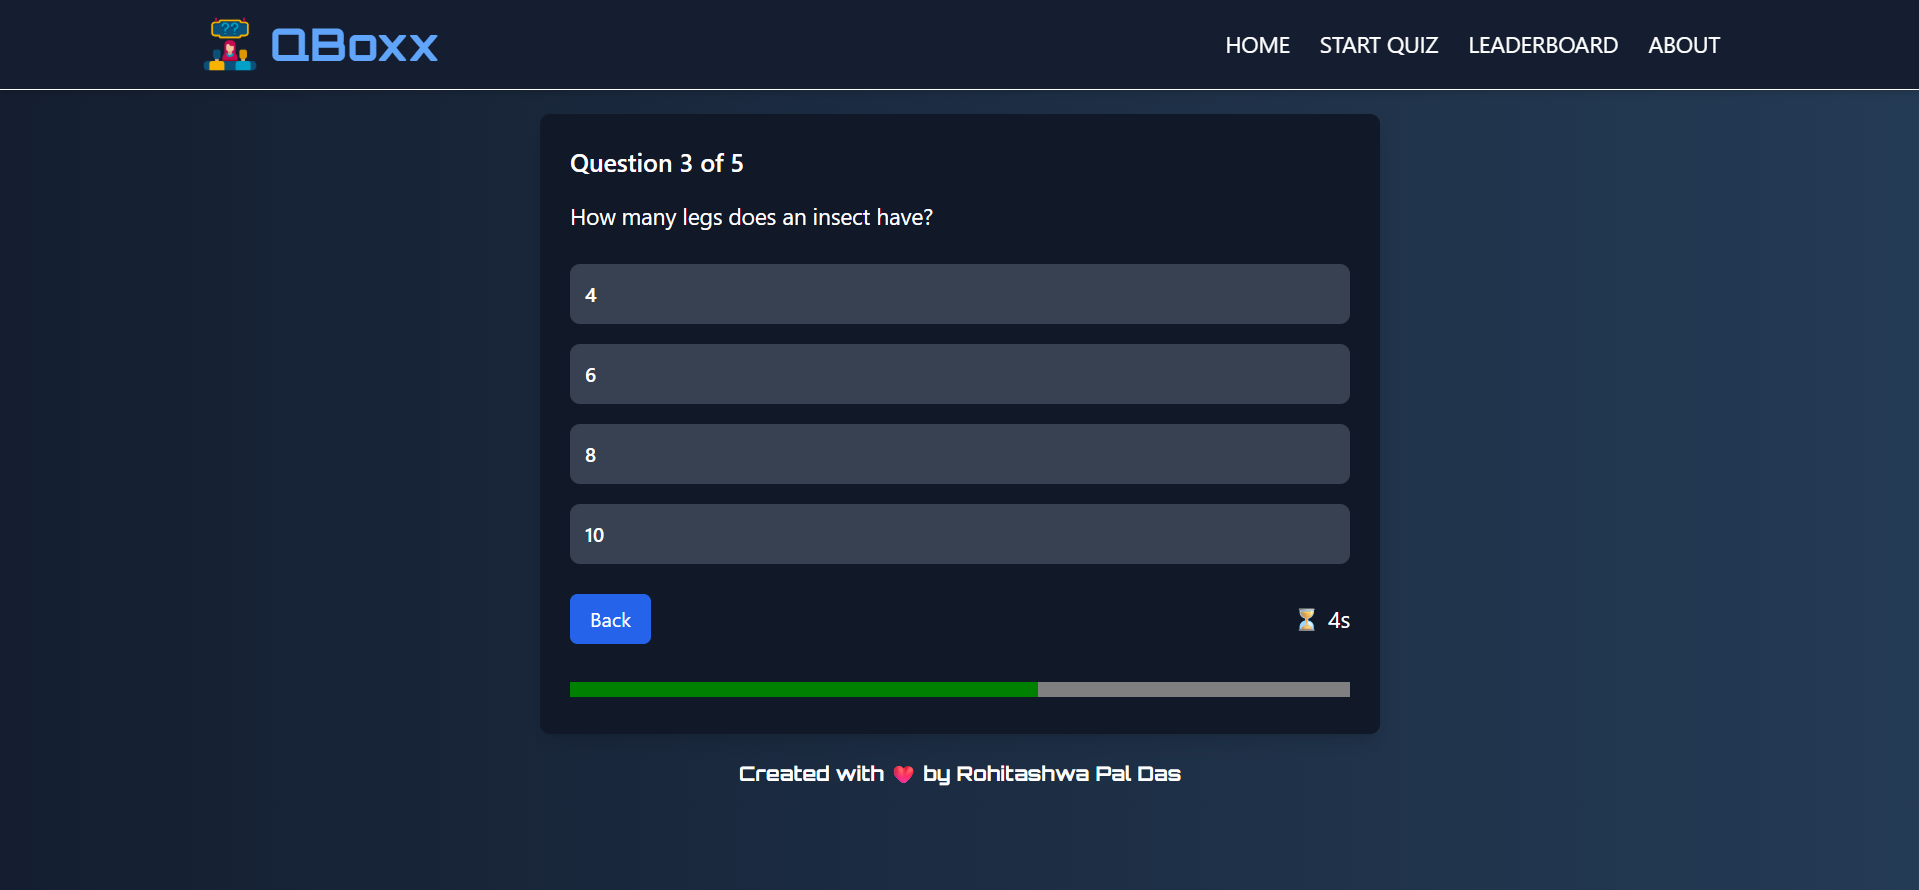 ??
QBoxx
HOME START QUIZ LEADERBOARD ABOUT
Question 3 of 5
How many legs does an insect have?
4
6
8
10
Back
⏳ 4s
Created with ❤️ by Rohitashwa Pal Das